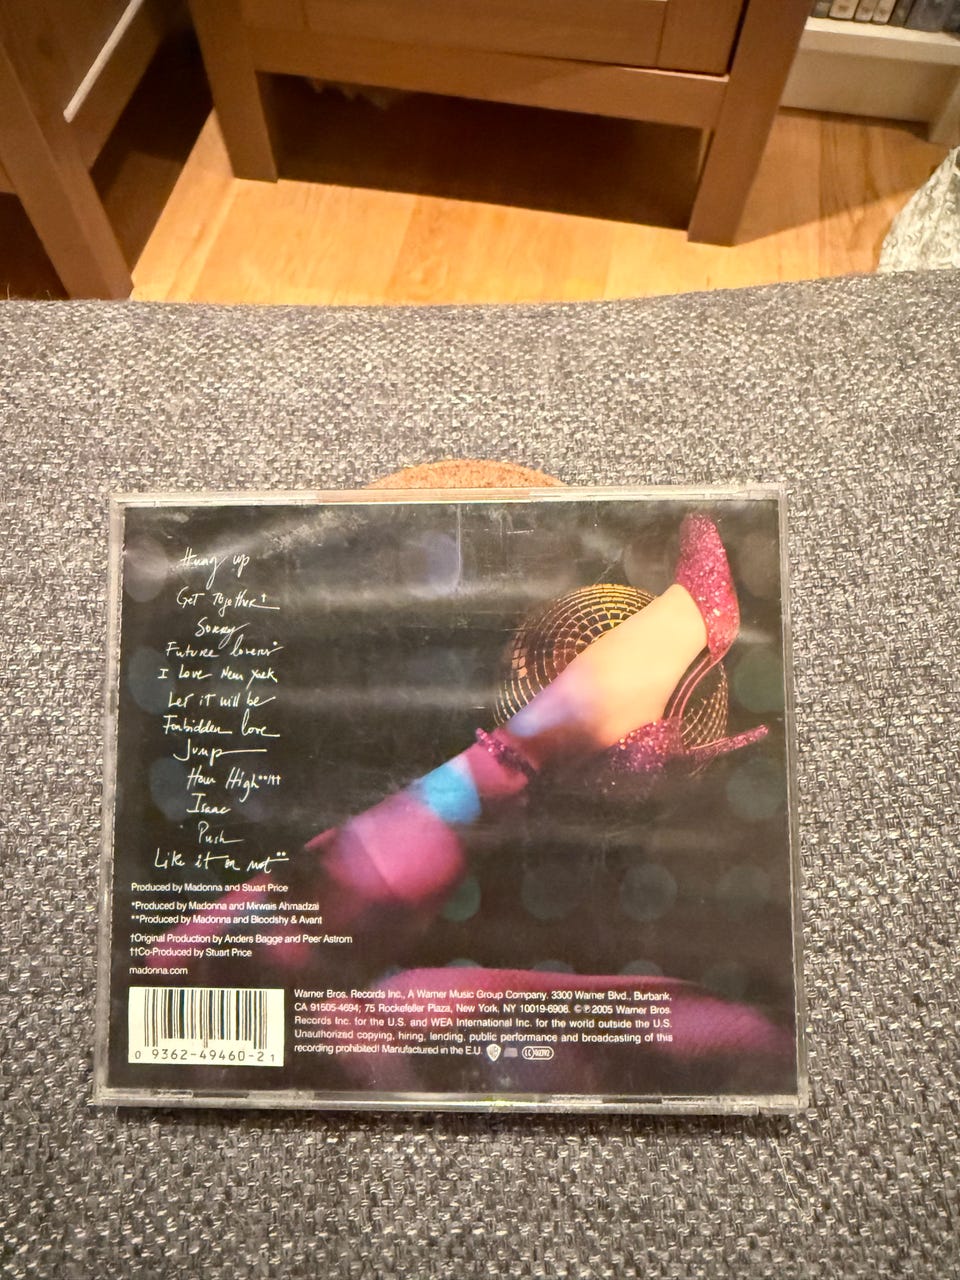 Hung up
Get Together†
Sorry
Future lovers*
I Love New York
Let it will be
Forbidden love
Jump
How High**/††
Isaac
Push
Like it or not**
Produced by Madonna and Stuart Price
*Produced by Madonna and Mirwais Ahmadzaï
**Produced by Madonna and Bloodshy & Avant
†Original Production by Anders Bagge and Peer Astrom
††Co-Produced by Stuart Price
madonna.com
0 9362-49460-2 1
Warner Bros. Records Inc., A Warner Music Group Company, 3300 Warner Blvd., Burbank,
CA 91505-4694; 75 Rockefeller Plaza, New York, NY 10019-6908. ©℗2005 Warner Bros.
Records Inc. for the U.S. and WEA International Inc. for the world outside the U.S.
Unauthorized copying, hiring, lending, public performance and broadcasting of this
recording prohibited! Manufactured in the E.U.